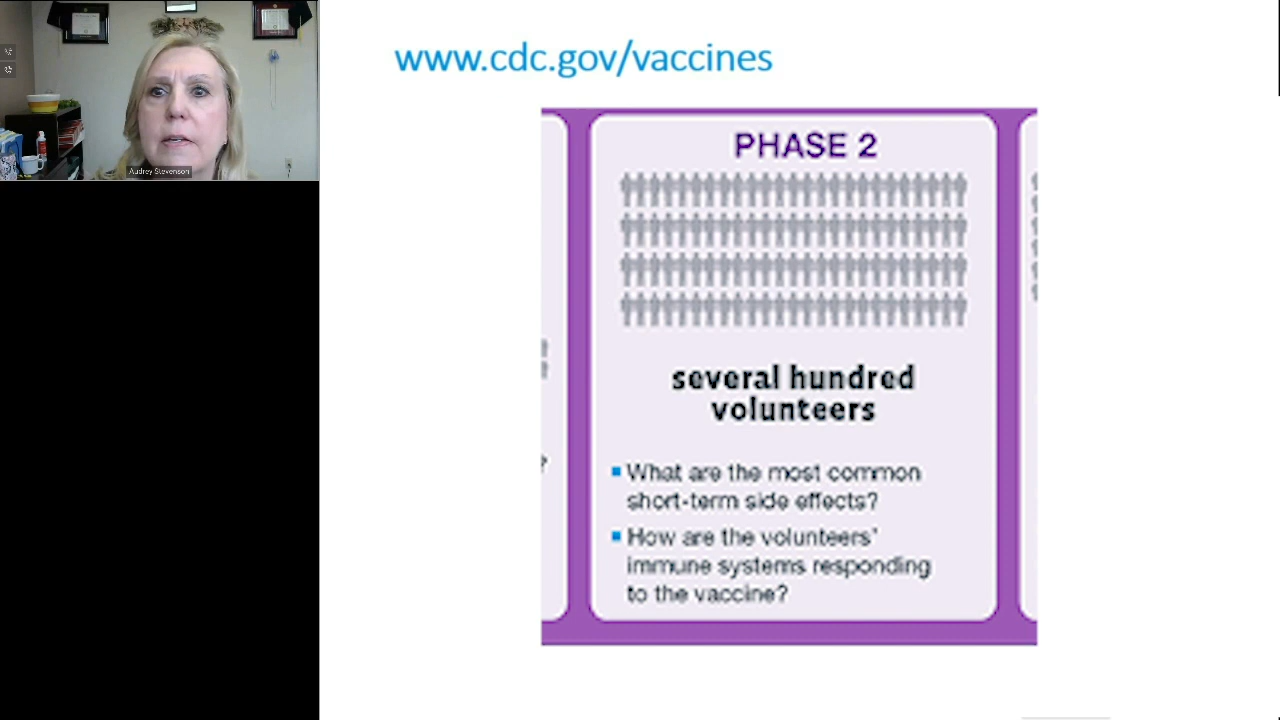 www.cdc.gov/vaccines
PHASE 2
several hundred
volunteers
What are the most common
short-term side effects?
How are the volunteers'
immune systems responding
to the vaccine?
?
Audrey Stevenson